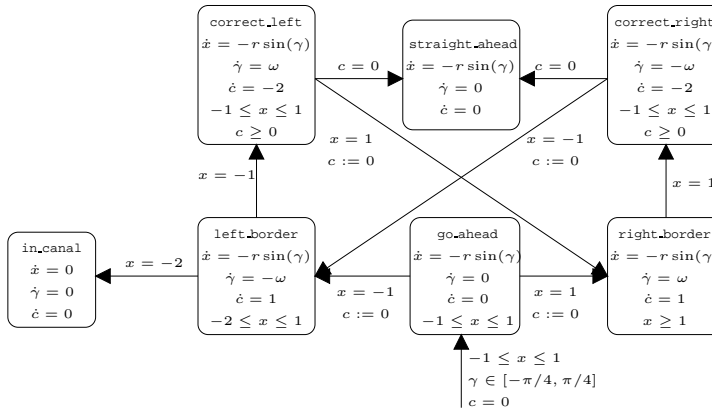 correct_left
ẋ = −r sin(γ)
γ̇ = ω
ċ = −2
−1 ≤ x ≤ 1
c ≥ 0
straight_ahead
ẋ = −r sin(γ)
γ̇ = 0
ċ = 0
correct_right
ẋ = −r sin(γ)
γ̇ = −ω
ċ = −2
−1 ≤ x ≤ 1
c ≥ 0
c = 0
c = 0
x = 1
c := 0
x = −1
c := 0
x = −1
x = 1
in_canal
ẋ = 0
γ̇ = 0
ċ = 0
x = −2
left_border
ẋ = −r sin(γ)
γ̇ = −ω
ċ = 1
−2 ≤ x ≤ 1
x = −1
c := 0
go_ahead
ẋ = −r sin(γ)
γ̇ = 0
ċ = 0
−1 ≤ x ≤ 1
x = 1
c := 0
right_border
ẋ = −r sin(γ)
γ̇ = ω
ċ = 1
x ≥ 1
−1 ≤ x ≤ 1
γ ∈ [−π/4, π/4]
c = 0